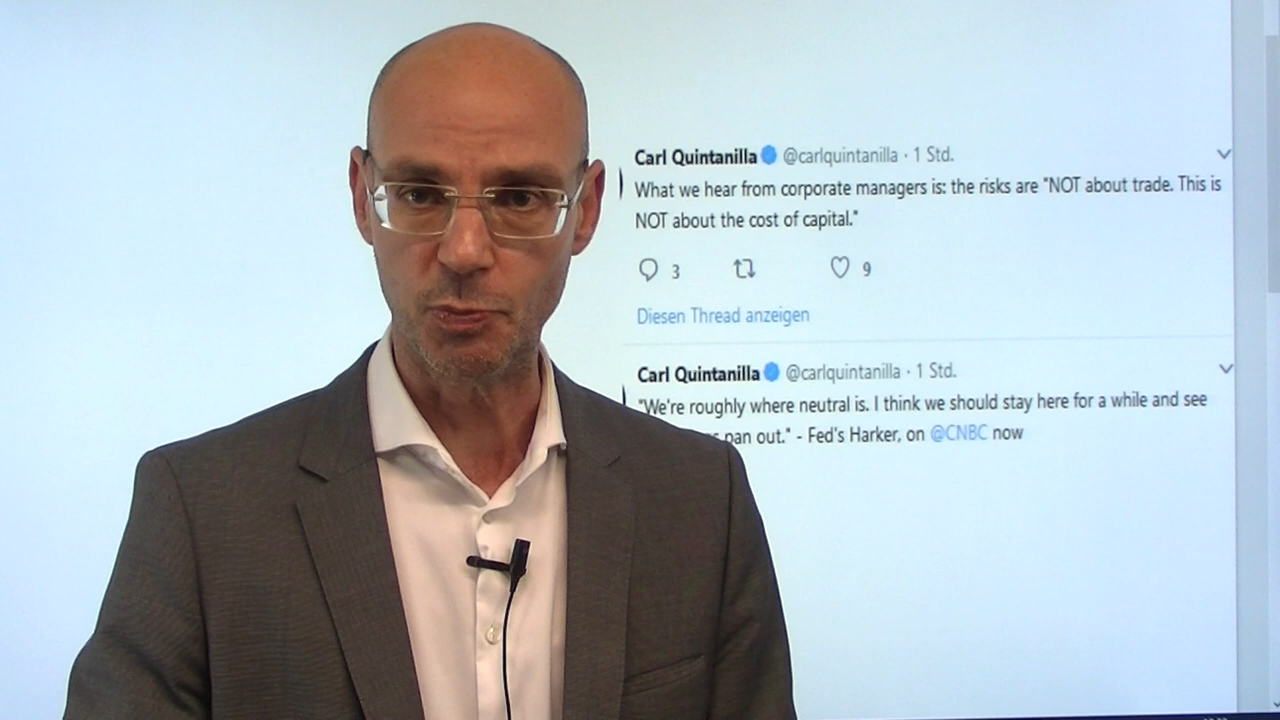 Carl Quintanilla @carlquintanilla · 1 Std.
What we hear from corporate managers is: the risks are "NOT about trade. This is
NOT about the cost of capital."
3 9
Diesen Thread anzeigen
Carl Quintanilla @carlquintanilla · 1 Std.
"We're roughly where neutral is. I think we should stay here for a while and see
pan out." - Fed's Harker, on @CNBC now